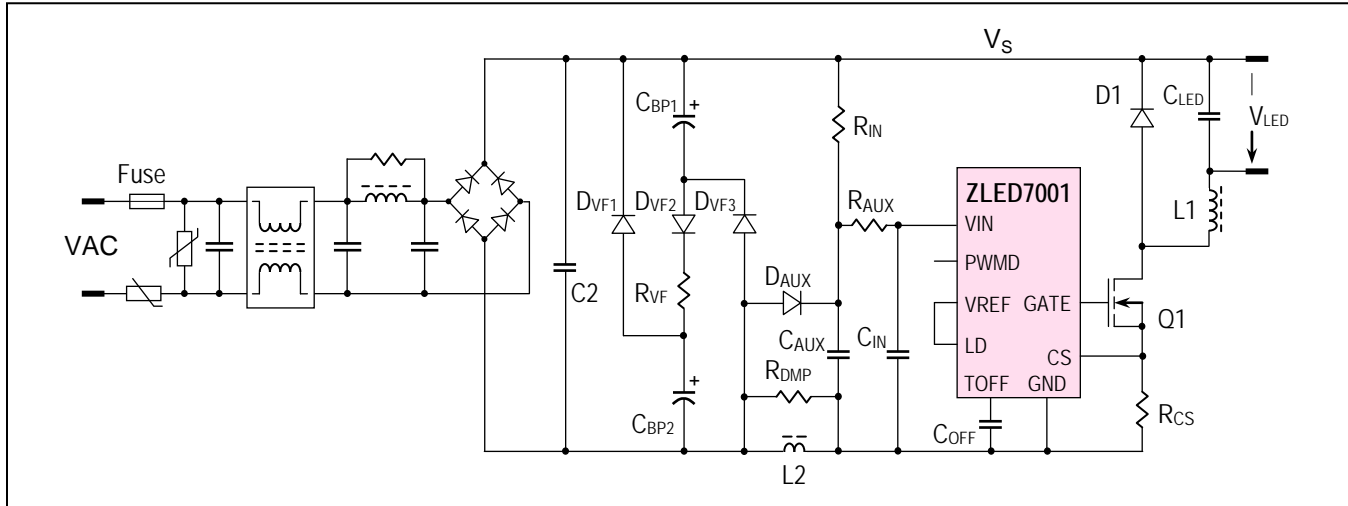 Vs
CBP1 +
D1
CLED
VLED
RIN
Fuse
ZLED7001
DVF1 DVF2 DVF3
RAUX
VIN
L1
VAC
PWMD
C2
RVF
DAUX
VREF
GATE
Q1
CAUX
CIN
LD
CS
RDMP
TOFF
GND
+
CBP2
COFF
RCS
L2